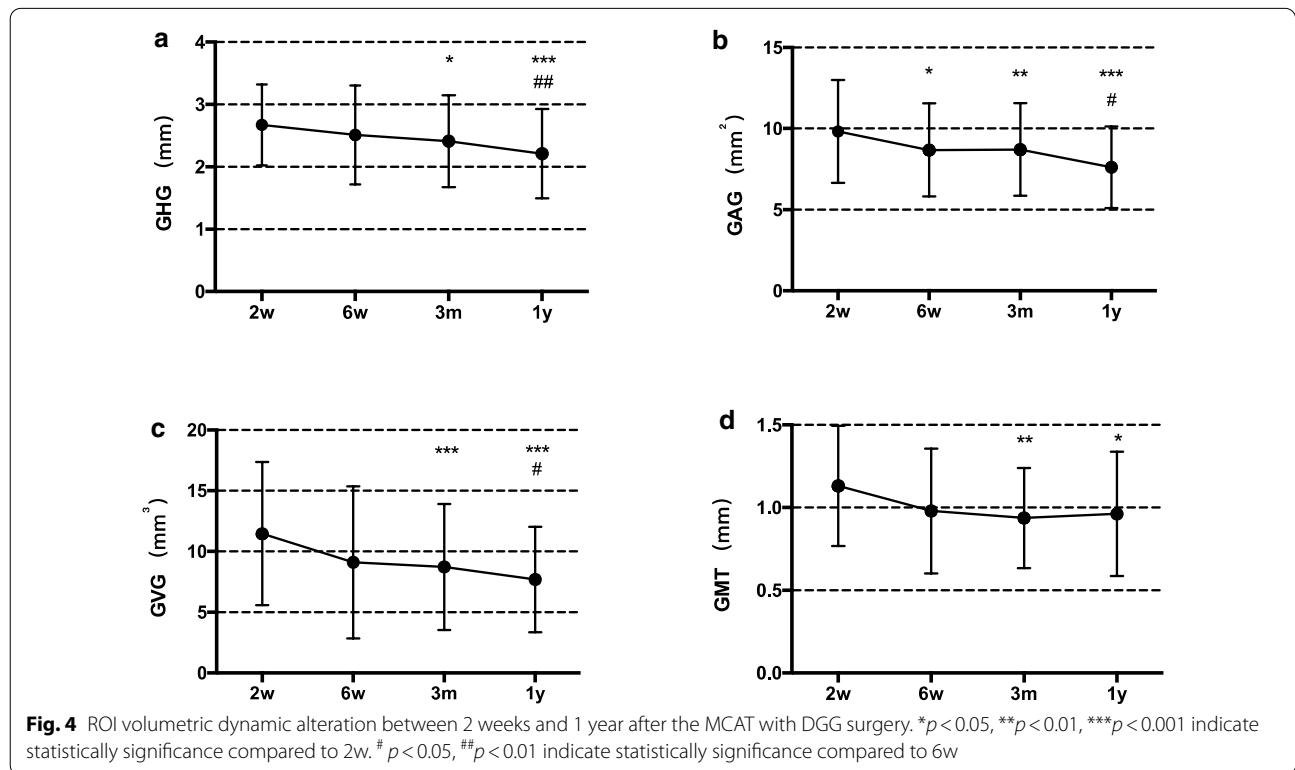 a
4
3
2
1
0
GHG (mm)
*
***
##
2w 6w 3m 1y
b
15
10
5
0
GAG (mm²)
*
**
***
#
2w 6w 3m 1y
c
20
15
10
5
0
GVG (mm³)
***
***
#
2w 6w 3m 1y
d
1.5
1.0
0.5
0.0
GMT (mm)
**
*
2w 6w 3m 1y
Fig. 4 ROI volumetric dynamic alteration between 2 weeks and 1 year after the MCAT with DGG surgery. *p < 0.05, **p < 0.01, ***p < 0.001 indicate
statistically significance compared to 2w. # p < 0.05, ##p < 0.01 indicate statistically significance compared to 6w